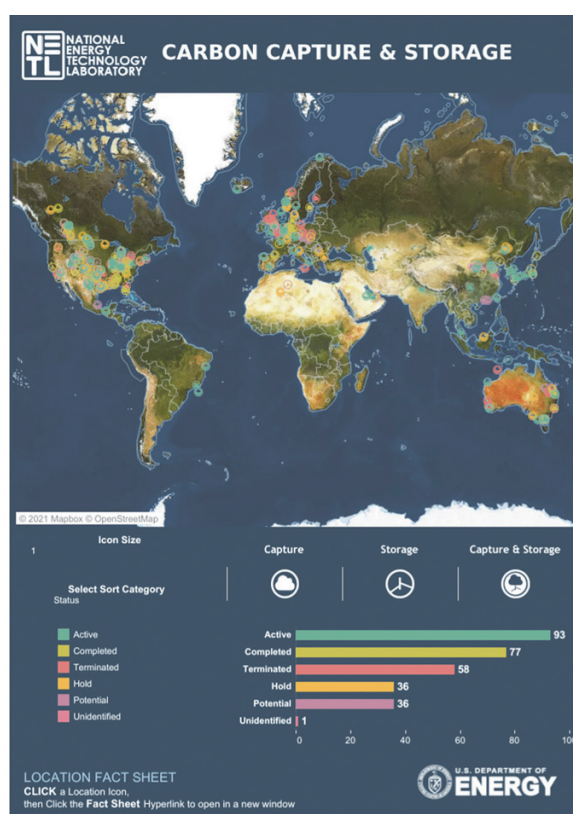 NE
TL
NATIONAL
ENERGY
TECHNOLOGY
LABORATORY
CARBON CAPTURE & STORAGE
© 2021 Mapbox © OpenStreetMap
Icon Size
1
Select Sort Category
Status
Active
Completed
Terminated
Hold
Potential
Unidentified
Capture
Storage
Capture & Storage
Active 93
Completed 77
Terminated 58
Hold 36
Potential 36
Unidentified 1
0 20 40 60 80 100
LOCATION FACT SHEET
CLICK a Location Icon,
then Click the Fact Sheet Hyperlink to open in a new window
U.S. DEPARTMENT OF
ENERGY